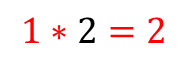 1 * 2 = 2